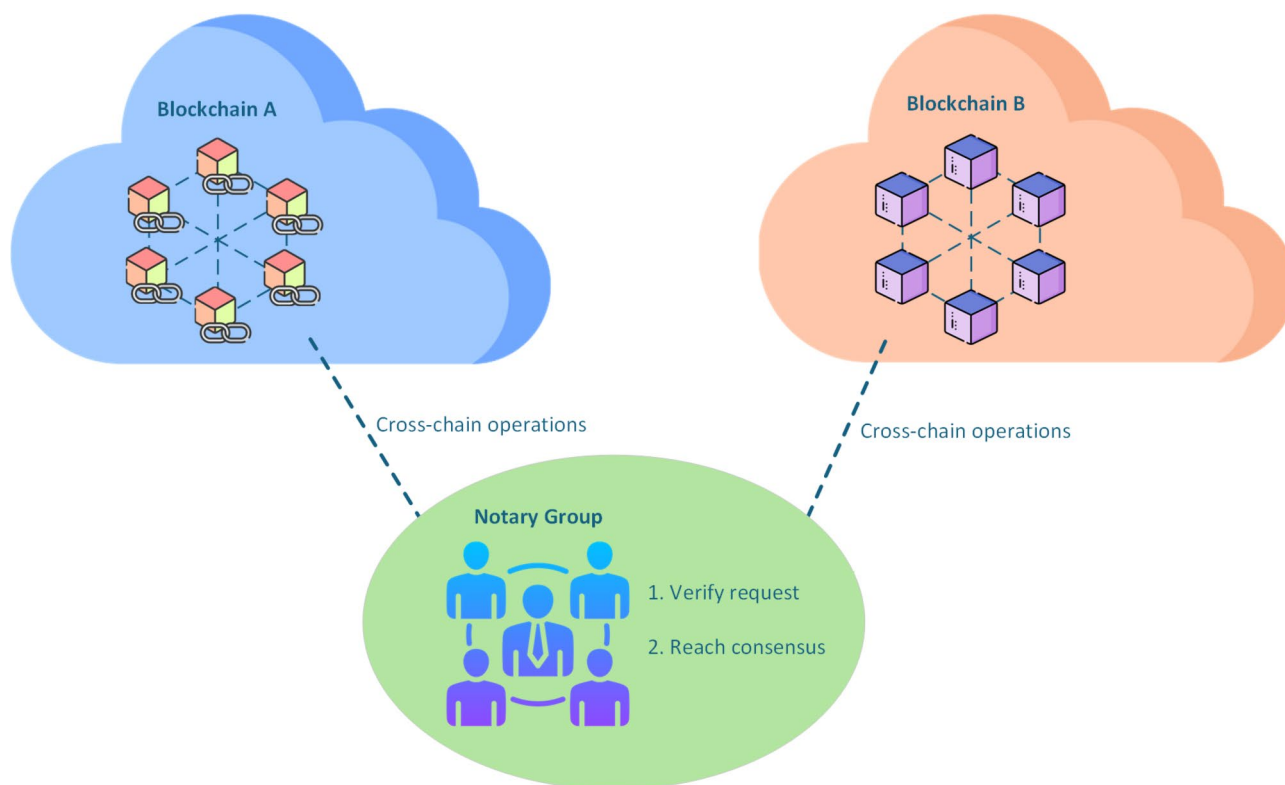 Blockchain A
Blockchain B
Cross-chain operations
Cross-chain operations
Notary Group
1. Verify request
2. Reach consensus